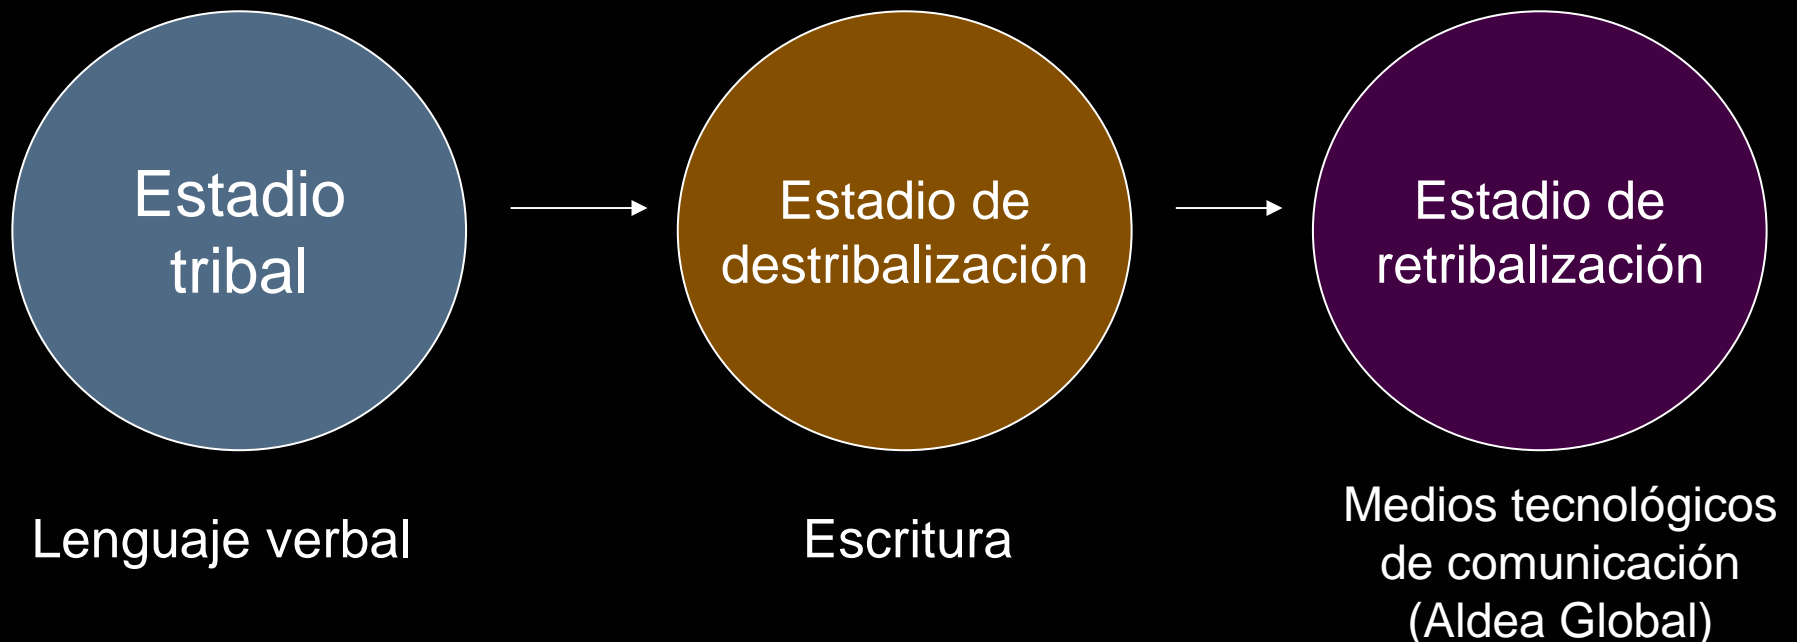 Estadio
tribal
Estadio de
destribalización
Estadio de
retribalización
Lenguaje verbal
Escritura
Medios tecnológicos
de comunicación
(Aldea Global)